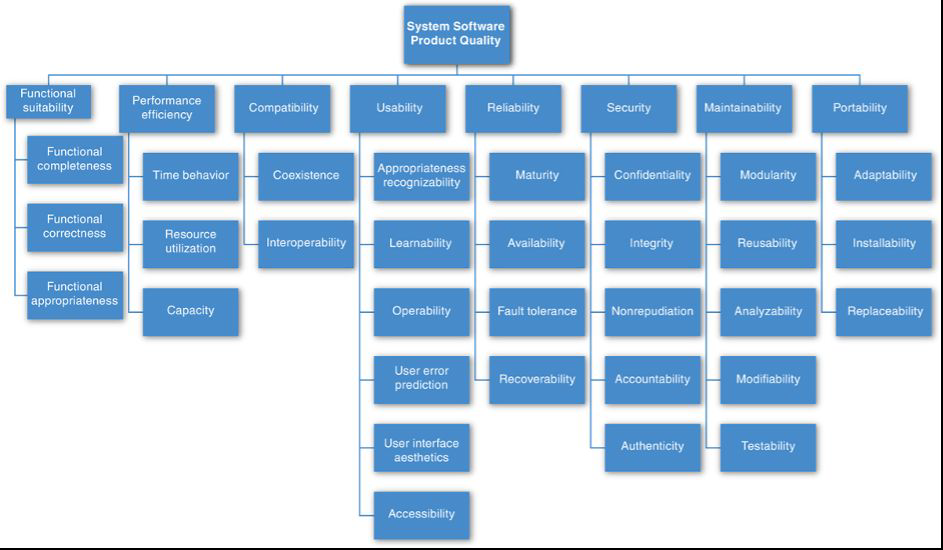 System Software
Product Quality
Functional
suitability
Functional
completeness
Functional
correctness
Functional
appropriateness
Performance
efficiency
Time behavior
Resource
utilization
Capacity
Compatibility
Coexistence
Interoperability
Usability
Appropriateness
recognizability
Learnability
Operability
User error
prediction
User interface
aesthetics
Accessibility
Reliability
Maturity
Availability
Fault tolerance
Recoverability
Security
Confidentiality
Integrity
Nonrepudiation
Accountability
Authenticity
Maintainability
Modularity
Reusability
Analyzability
Modifiability
Testability
Portability
Adaptability
Installability
Replaceability